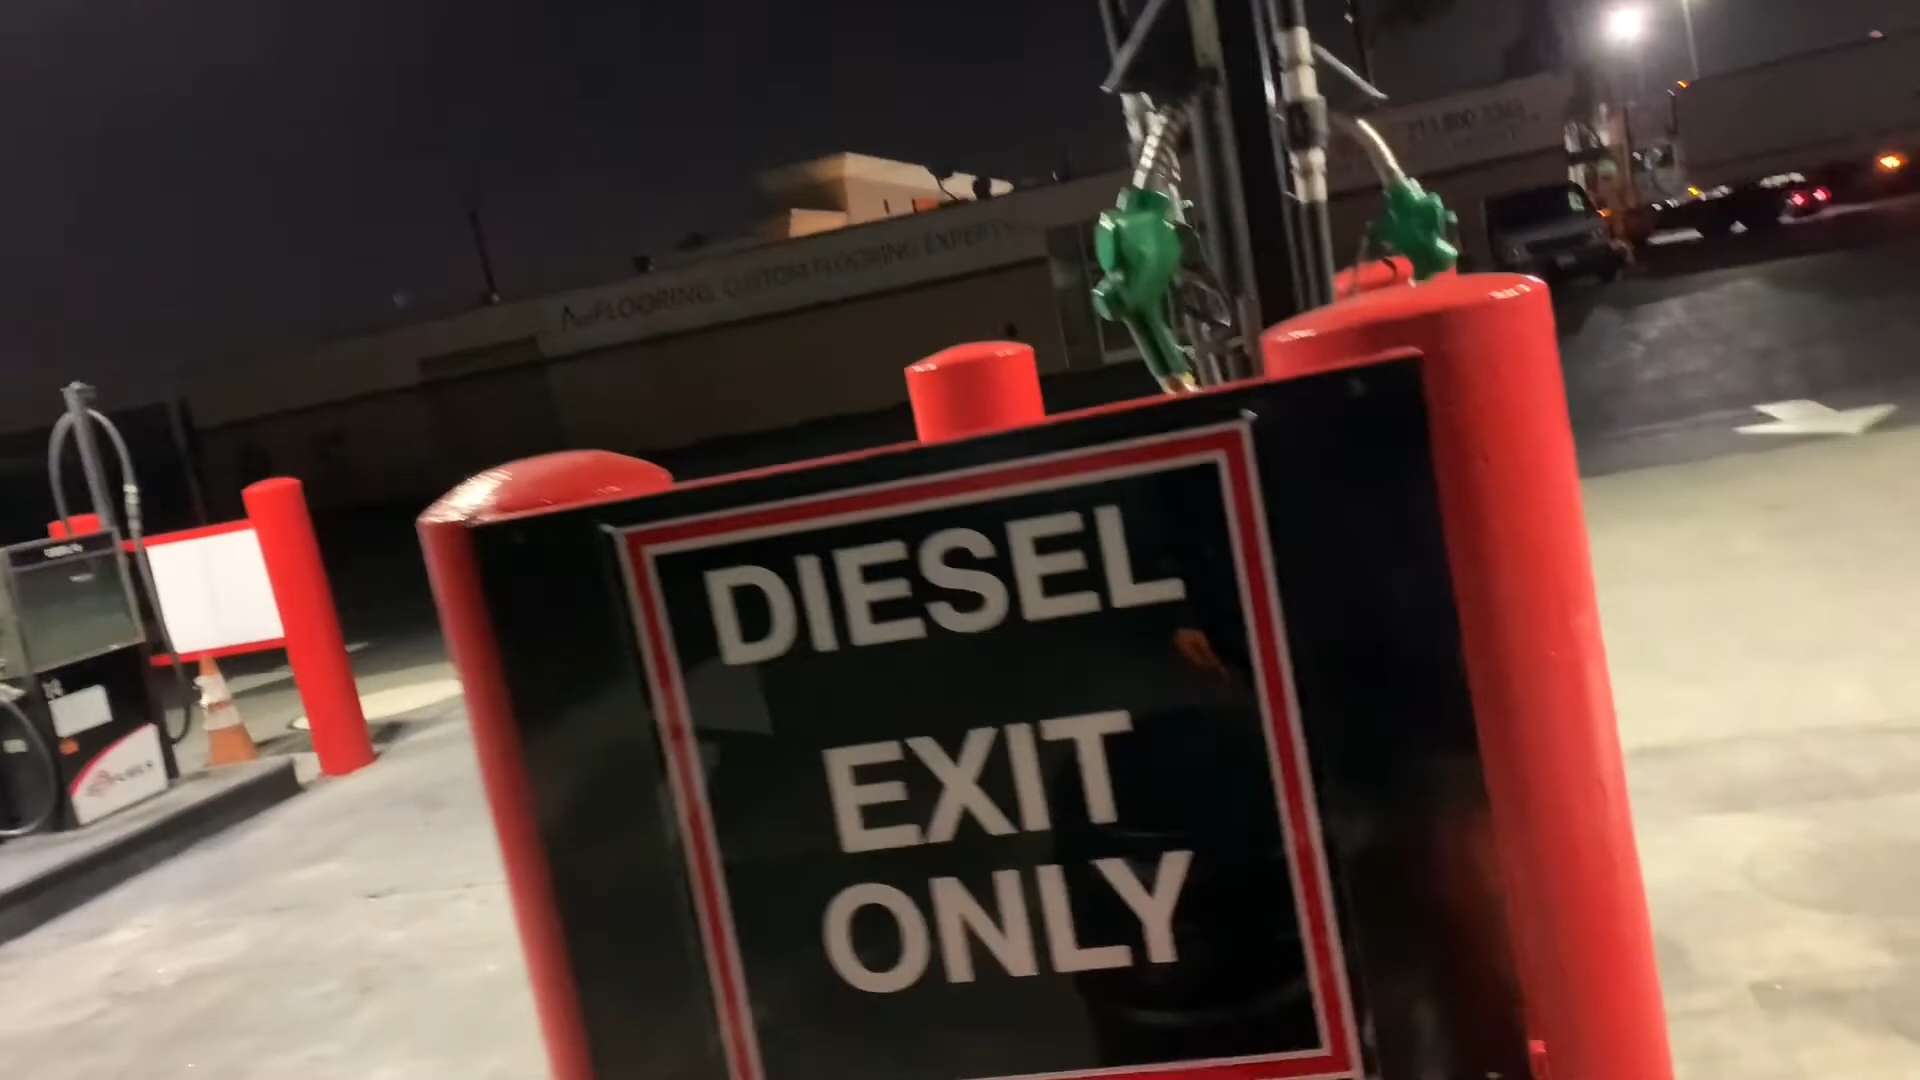 FLOORING CUSTOM FLOORING EXPERTS
DIESEL
EXIT
ONLY